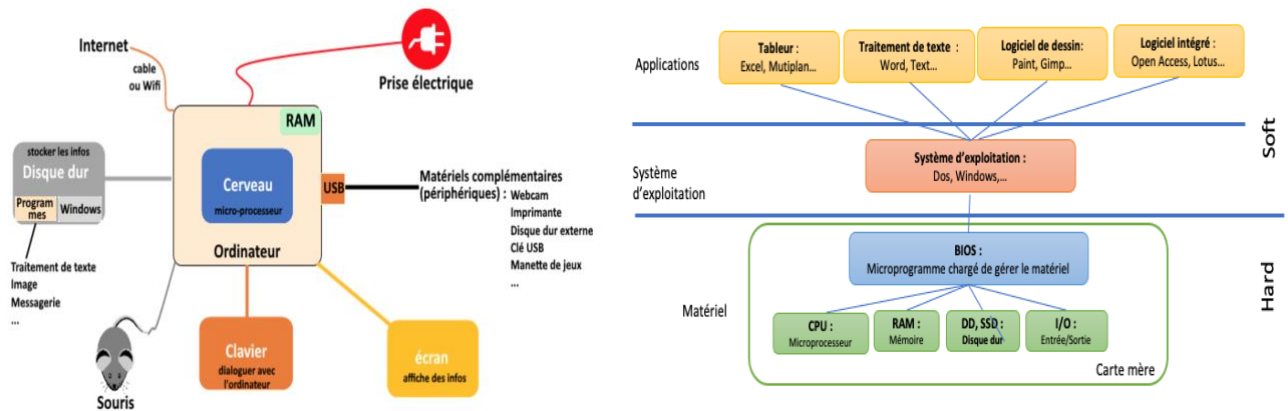 Internet
cable
ou Wifi
Prise électrique
RAM
stocker les infos
Disque dur
Program
mes
Windows
Cerveau
micro-processeur
USB
Ordinateur
Matériels complémentaires
(périphériques) :
Webcam
Imprimante
Disque dur externe
Clé USB
Manette de jeux
...
Traitement de texte
Image
Messagerie
...
Souris
Clavier
dialoguer avec
l'ordinateur
écran
affiche des infos
Applications
Tableur :
Excel, Mutiplan...
Traitement de texte :
Word, Text...
Logiciel de dessin:
Paint, Gimp...
Logiciel intégré :
Open Access, Lotus...
Soft
Système
d'exploitation
Système d'exploitation :
Dos, Windows,...
Hard
Matériel
BIOS :
Microprogramme chargé de gérer le matériel
CPU :
Microprocesseur
RAM :
Mémoire
DD, SSD :
Disque dur
I/O :
Entrée/Sortie
Carte mère